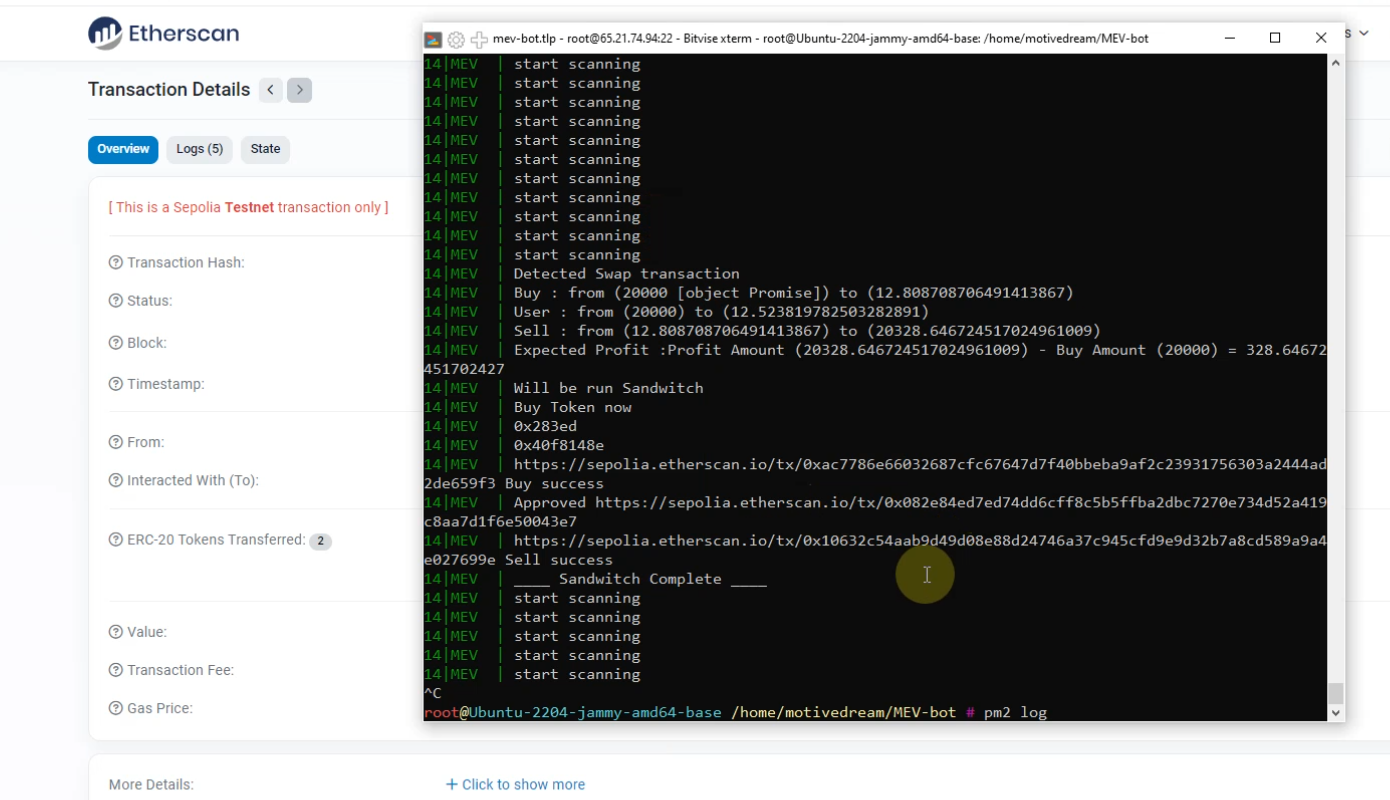 Etherscan
Transaction Details
Overview
Logs (5)
State
[ This is a Sepolia Testnet transaction only ]
Transaction Hash:
Status:
Block:
Timestamp:
From:
Interacted With (To):
ERC-20 Tokens Transferred: 2
Value:
Transaction Fee:
Gas Price:
More Details:
+ Click to show more
s
mev-bot.tlp - root@65.21.74.94:22 - Bitvise xterm - root@Ubuntu-2204-jammy-amd64-base: /home/motivedream/MEV-bot
14|MEV | start scanning
14|MEV | start scanning
14|MEV | start scanning
14|MEV | start scanning
14|MEV | start scanning
14|MEV | start scanning
14|MEV | start scanning
14|MEV | start scanning
14|MEV | start scanning
14|MEV | start scanning
14|MEV | start scanning
14|MEV | Detected Swap transaction
14|MEV | Buy : from (20000 [object Promise]) to (12.808708706491413867)
14|MEV | User : from (20000) to (12.523819782503282891)
14|MEV | Sell : from (12.808708706491413867) to (20328.646724517024961009)
14|MEV | Expected Profit :Profit Amount (20328.646724517024961009) - Buy Amount (20000) = 328.64672
451702427
14|MEV | Will be run Sandwitch
14|MEV | Buy Token now
14|MEV | 0x283ed
14|MEV | 0x40f8148e
14|MEV | https://sepolia.etherscan.io/tx/0xac7786e66032687cfc67647d7f40bbeba9af2c23931756303a2444ad
2de659f3 Buy success
14|MEV | Approved https://sepolia.etherscan.io/tx/0x082e84ed7ed74dd6cff8c5b5ffba2dbc7270e734d52a419
c8aa7d1f6e50043e7
14|MEV | https://sepolia.etherscan.io/tx/0x10632c54aab9d49d08e88d24746a37c945cfd9e9d32b7a8cd589a9a4
e027699e Sell success
14|MEV | ____ Sandwitch Complete ____
14|MEV | start scanning
14|MEV | start scanning
14|MEV | start scanning
14|MEV | start scanning
14|MEV | start scanning
^C
root@Ubuntu-2204-jammy-amd64-base /home/motivedream/MEV-bot # pm2 log